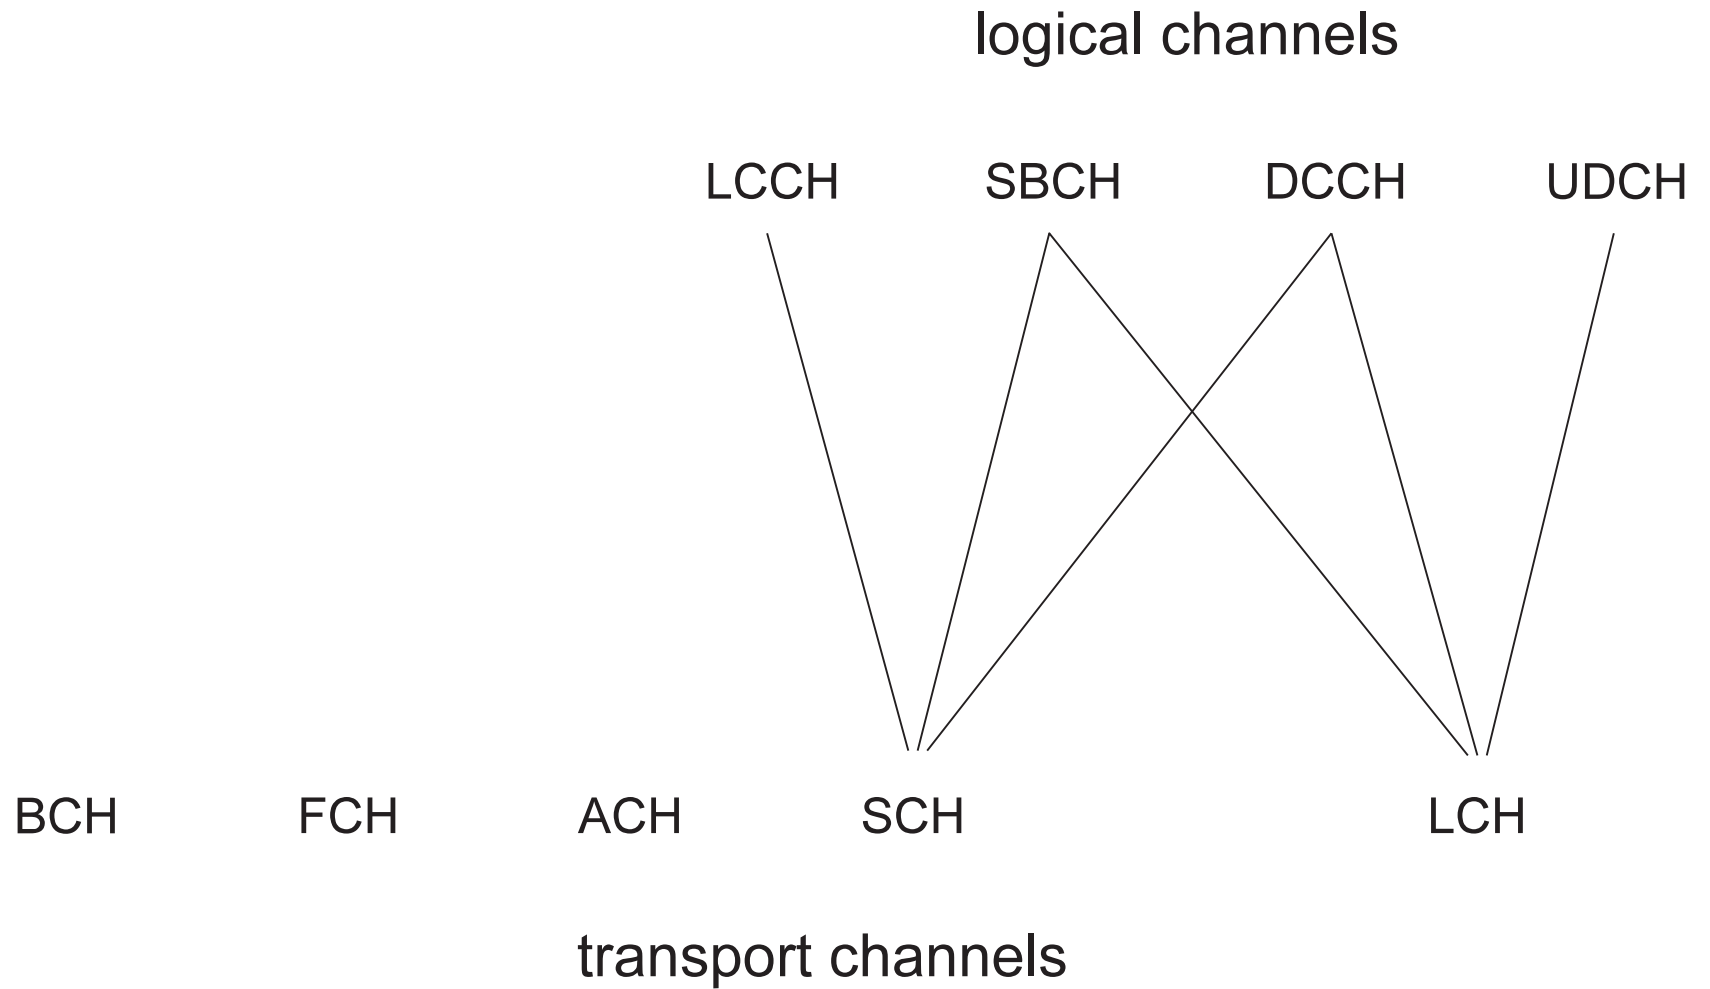 logical channels
LCCH SBCH DCCH UDCH
BCH FCH ACH SCH LCH
transport channels